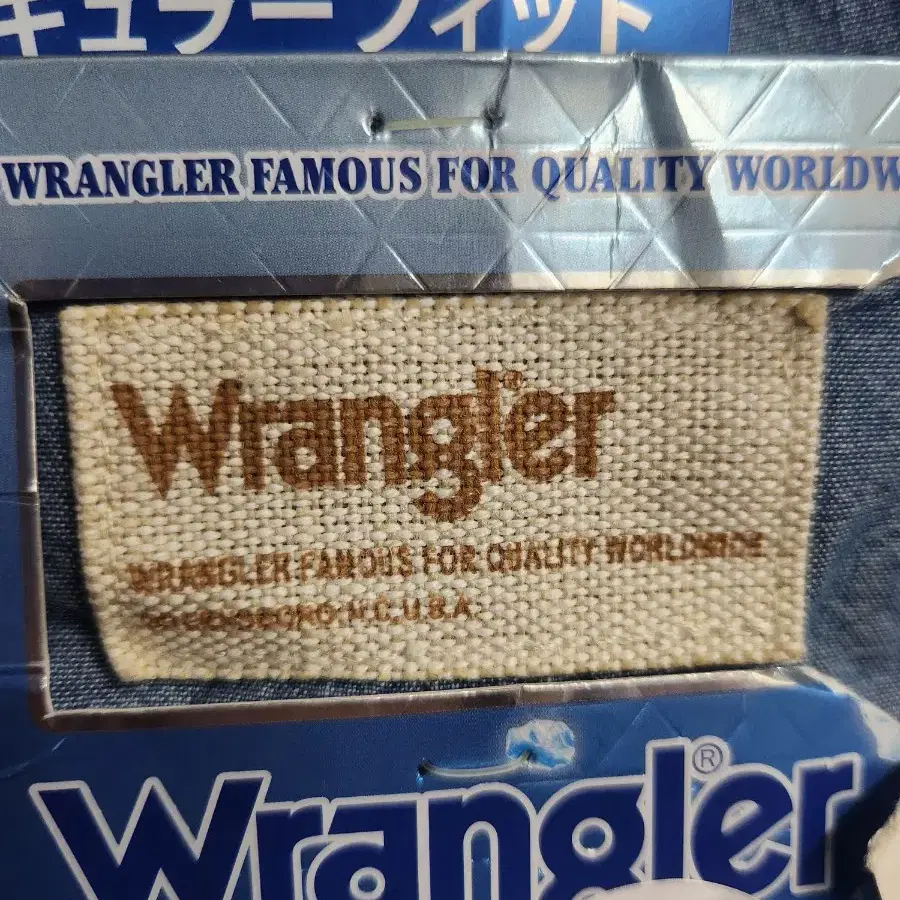 キュラーフィット
WRANGLER FAMOUS FOR QUALITY WORLDW
Wrangler
WRANGLER FAMOUS FOR QUALITY WORLDWIDE
N.C., U.S.A.
Wrangler®